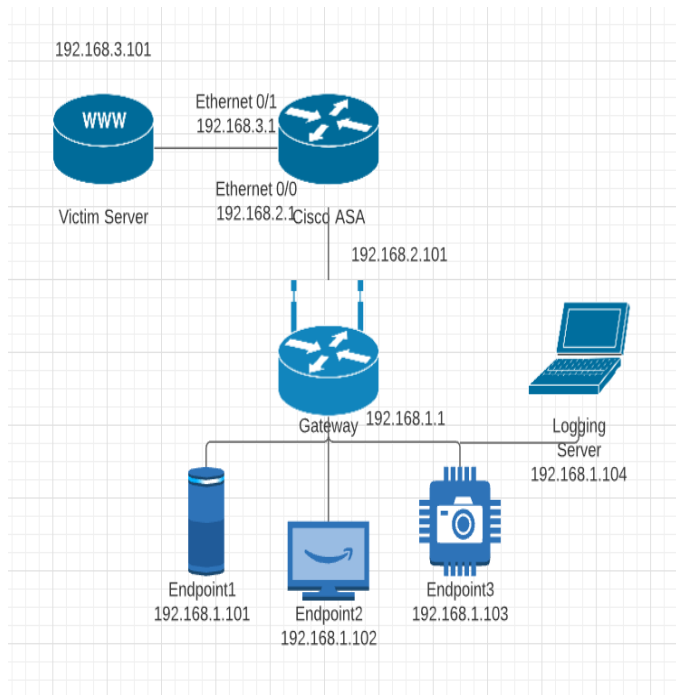 192.168.3.101
WWW
Ethernet 0/1
192.168.3.1
Ethernet 0/0
192.168.2.1
Victim Server
Cisco ASA
192.168.2.101
192.168.1.1
Gateway
Logging
Server
192.168.1.104
Endpoint1
192.168.1.101
Endpoint2
192.168.1.102
Endpoint3
192.168.1.103